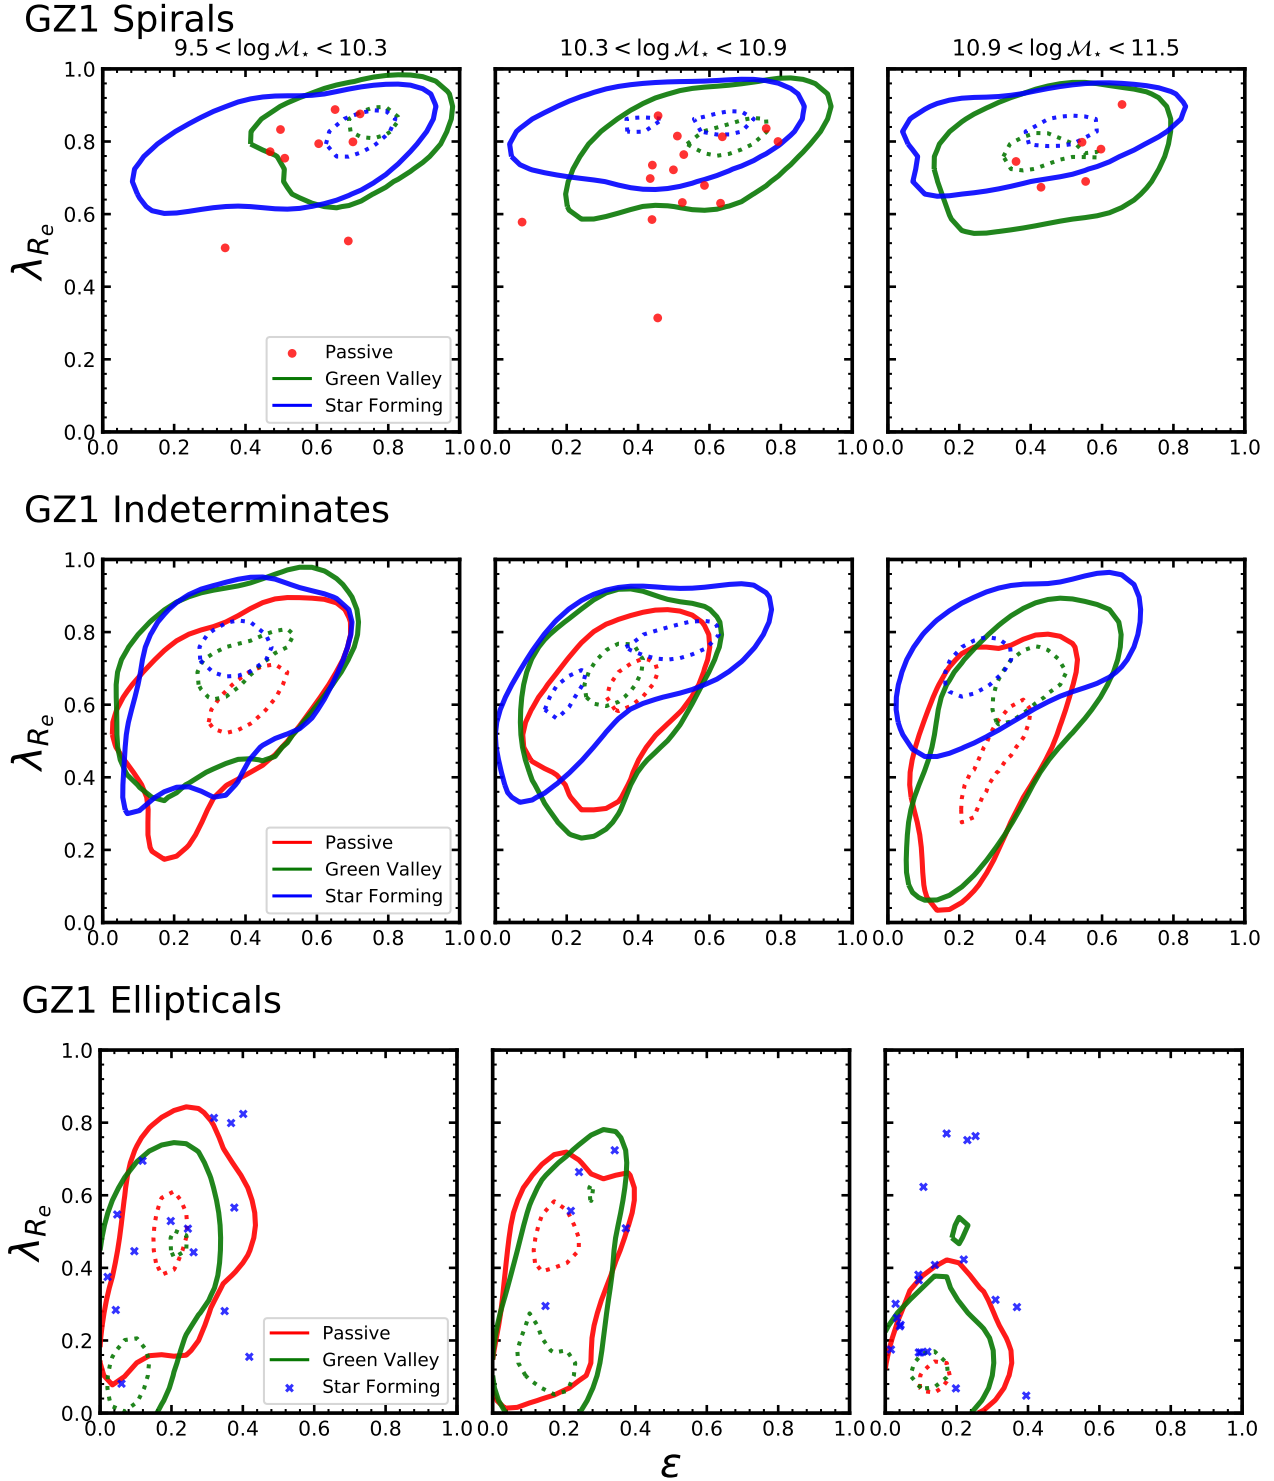 GZ1 Spirals
9.5 < log ℳ⋆ < 10.3
10.3 < log ℳ⋆ < 10.9
10.9 < log ℳ⋆ < 11.5
1.0
0.8
0.6
0.4
0.2
0.0
λ_{R_e}
Passive
Green Valley
Star Forming
0.0 0.2 0.4 0.6 0.8 1.0
0.0 0.2 0.4 0.6 0.8 1.0
0.0 0.2 0.4 0.6 0.8 1.0
GZ1 Indeterminates
1.0
0.8
0.6
0.4
0.2
0.0
λ_{R_e}
Passive
Green Valley
Star Forming
0.0 0.2 0.4 0.6 0.8 1.0
0.0 0.2 0.4 0.6 0.8 1.0
0.0 0.2 0.4 0.6 0.8 1.0
GZ1 Ellipticals
1.0
0.8
0.6
0.4
0.2
0.0
λ_{R_e}
Passive
Green Valley
Star Forming
0.0 0.2 0.4 0.6 0.8 1.0
0.0 0.2 0.4 0.6 0.8 1.0
0.0 0.2 0.4 0.6 0.8 1.0
ε